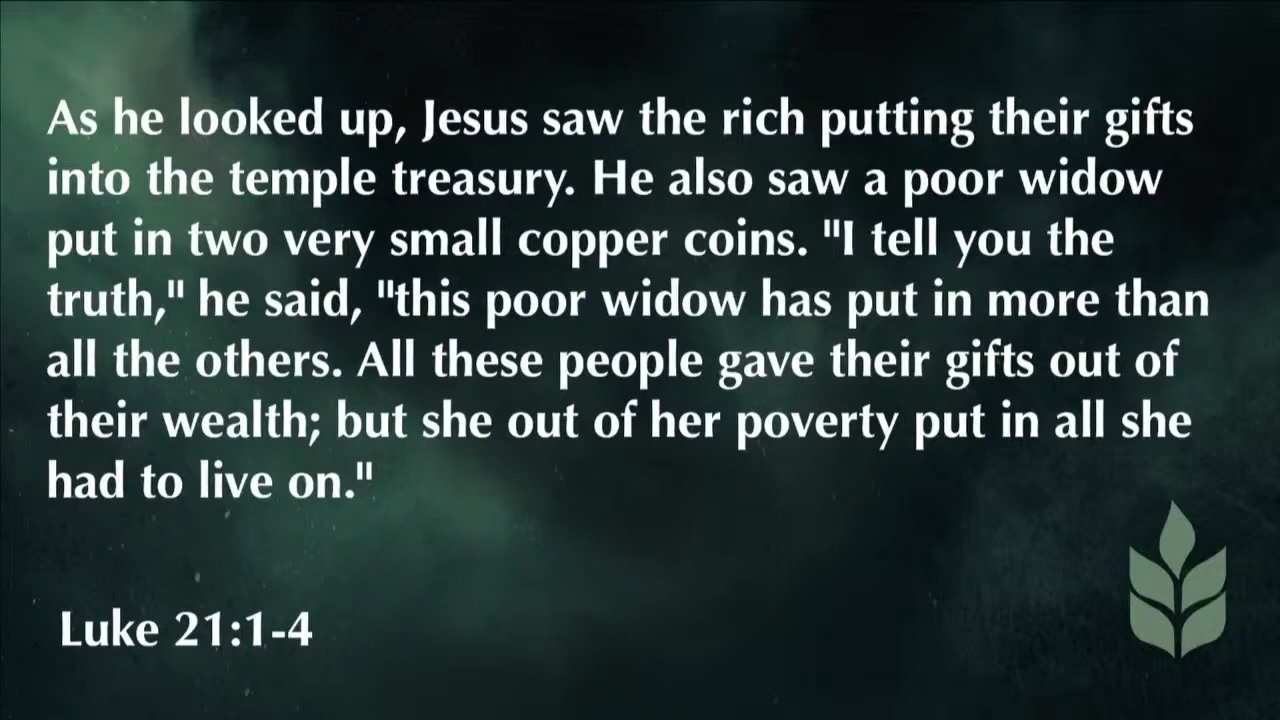 As he looked up, Jesus saw the rich putting their gifts
into the temple treasury. He also saw a poor widow
put in two very small copper coins. "I tell you the
truth," he said, "this poor widow has put in more than
all the others. All these people gave their gifts out of
their wealth; but she out of her poverty put in all she
had to live on."
Luke 21:1-4